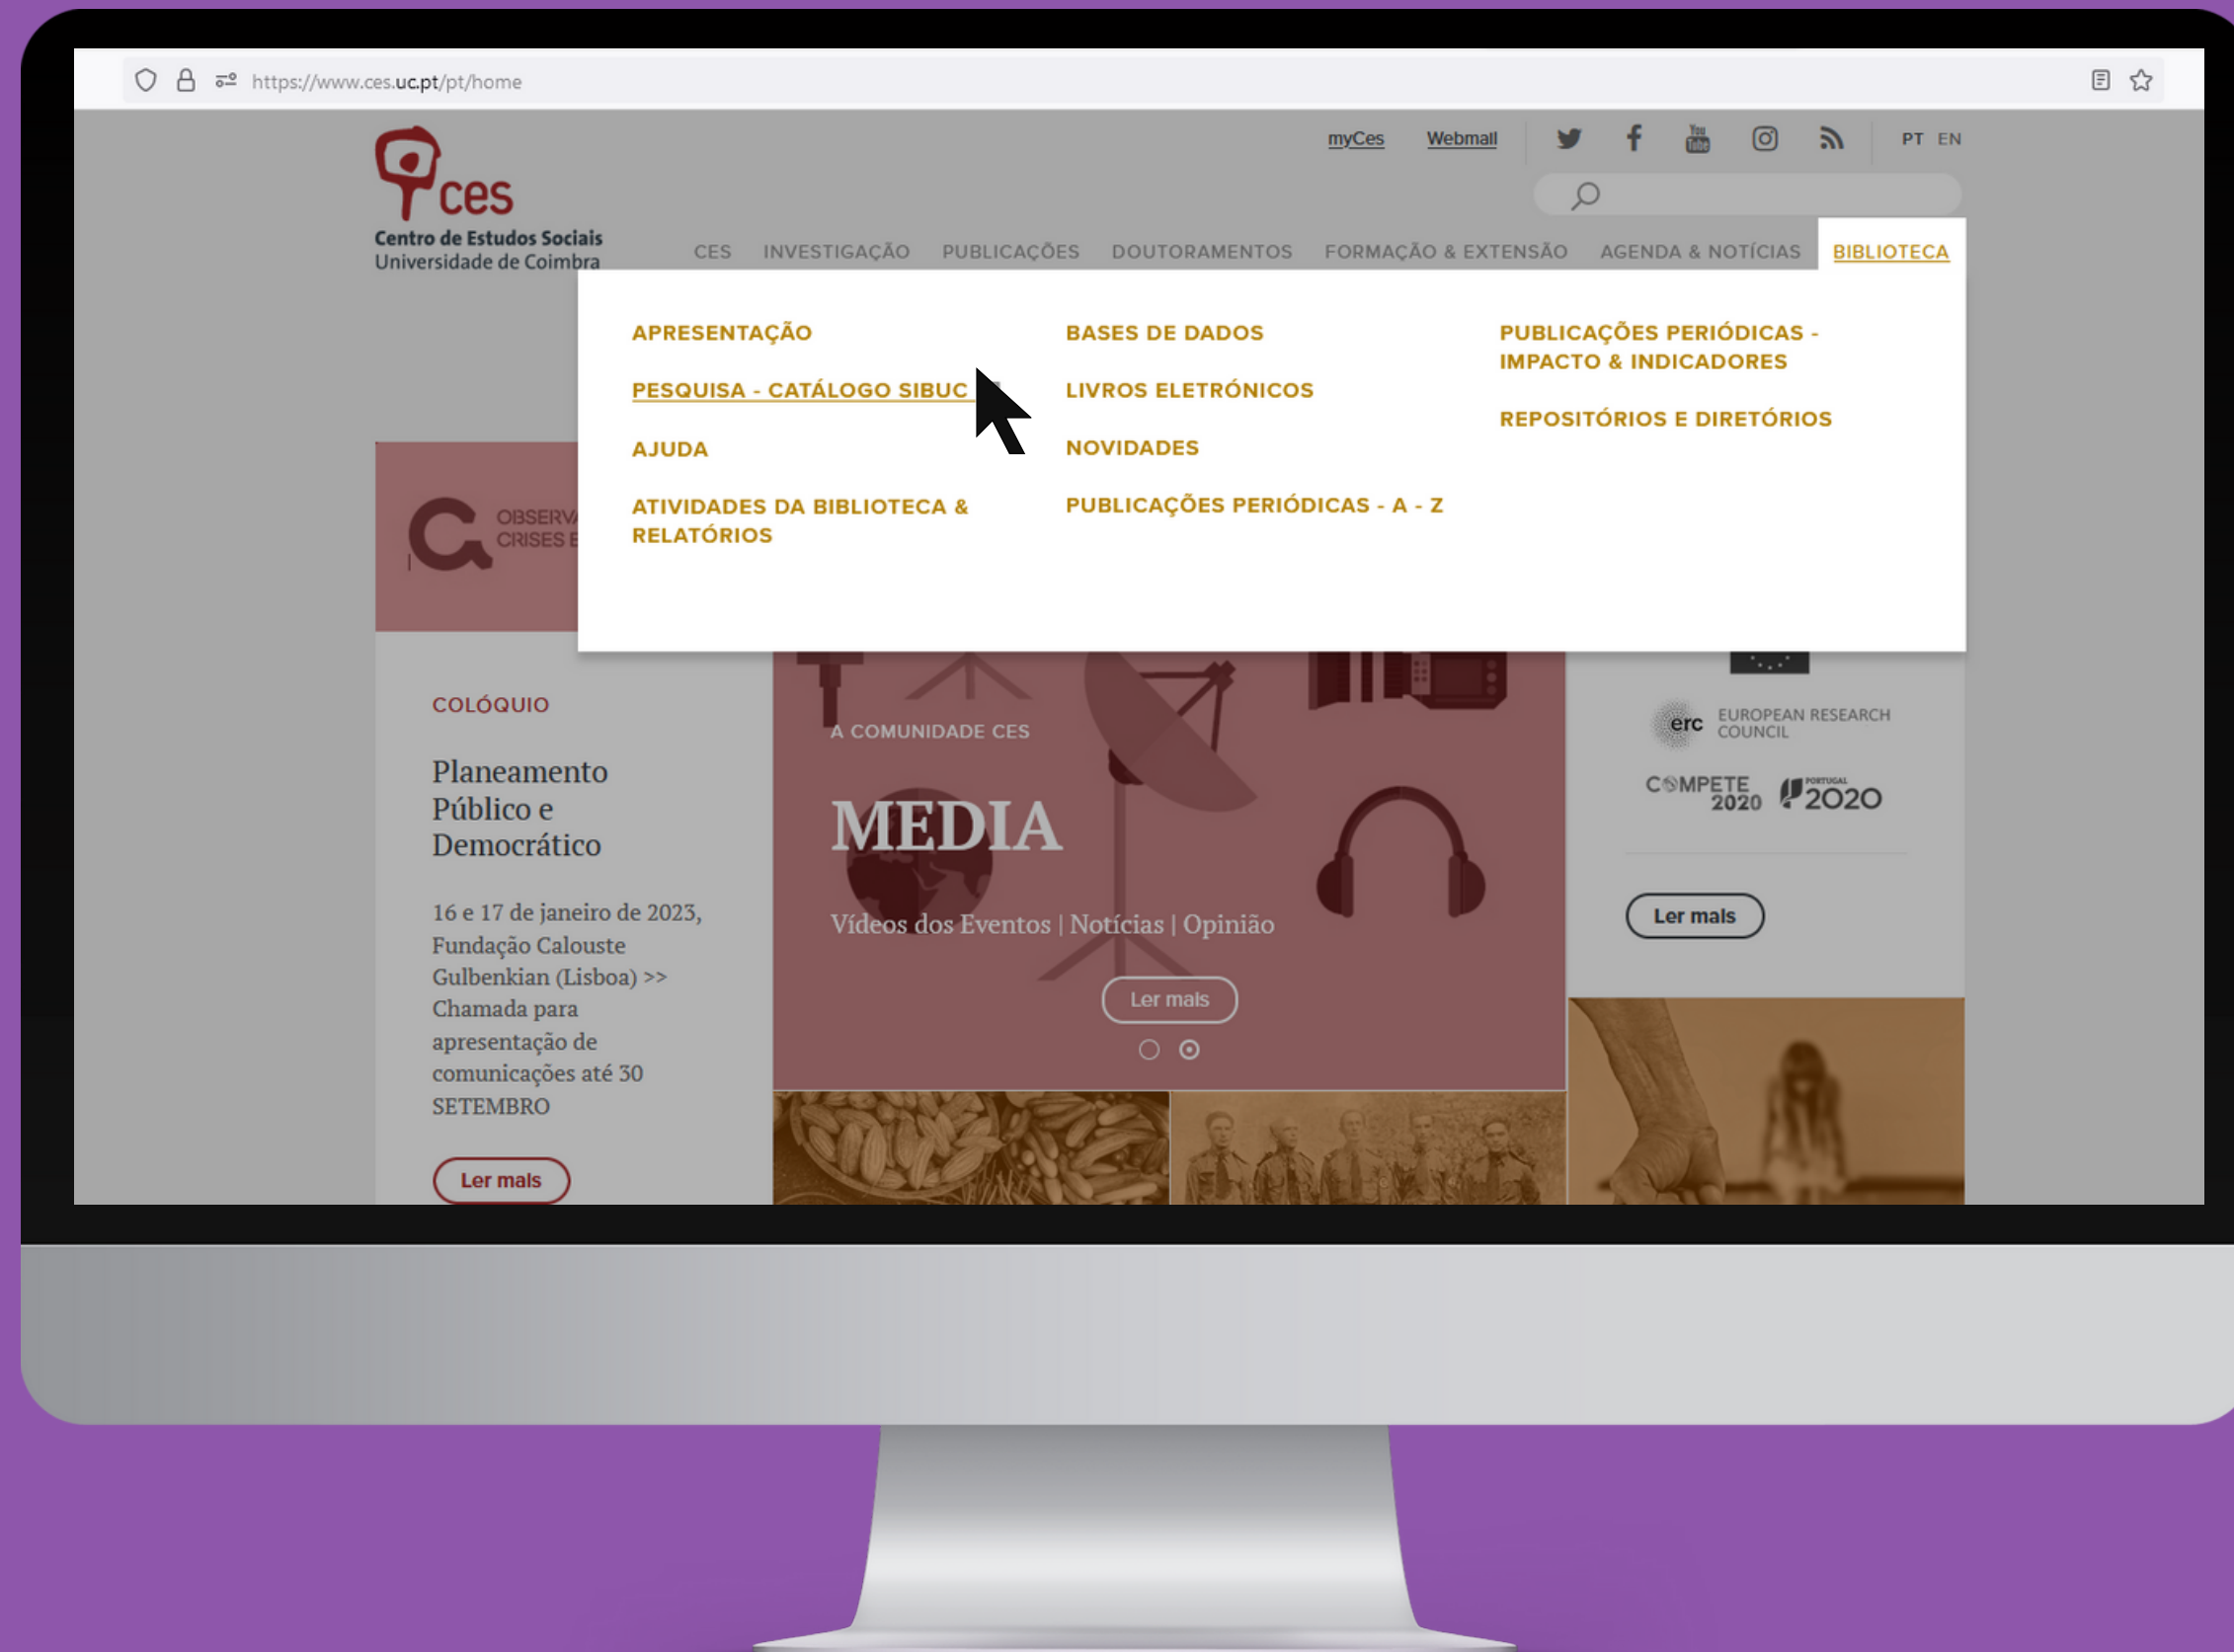 https://www.ces.uc.pt/pt/home
myCes Webmail You Tube PT EN
ces
Centro de Estudos Sociais
Universidade de Coimbra
CES INVESTIGAÇÃO PUBLICAÇÕES DOUTORAMENTOS FORMAÇÃO & EXTENSÃO AGENDA & NOTÍCIAS BIBLIOTECA
APRESENTAÇÃO
PESQUISA - CATÁLOGO SIBUC
AJUDA
ATIVIDADES DA BIBLIOTECA &
RELATÓRIOS
BASES DE DADOS
LIVROS ELETRÓNICOS
NOVIDADES
PUBLICAÇÕES PERIÓDICAS - A - Z
PUBLICAÇÕES PERIÓDICAS -
IMPACTO & INDICADORES
REPOSITÓRIOS E DIRETÓRIOS
CRISES
COLÓQUIO
Planeamento
Público e
Democrático
16 e 17 de janeiro de 2023,
Fundação Calouste
Gulbenkian (Lisboa) >>
Chamada para
apresentação de
comunicações até 30
SETEMBRO
Ler mais
A COMUNIDADE CES
MEDIA
Vídeos dos Eventos | Notícias | Opinião
Ler mais
erc EUROPEAN RESEARCH
COUNCIL
COMPETE
2020
PORTUGAL
2020
Ler mais